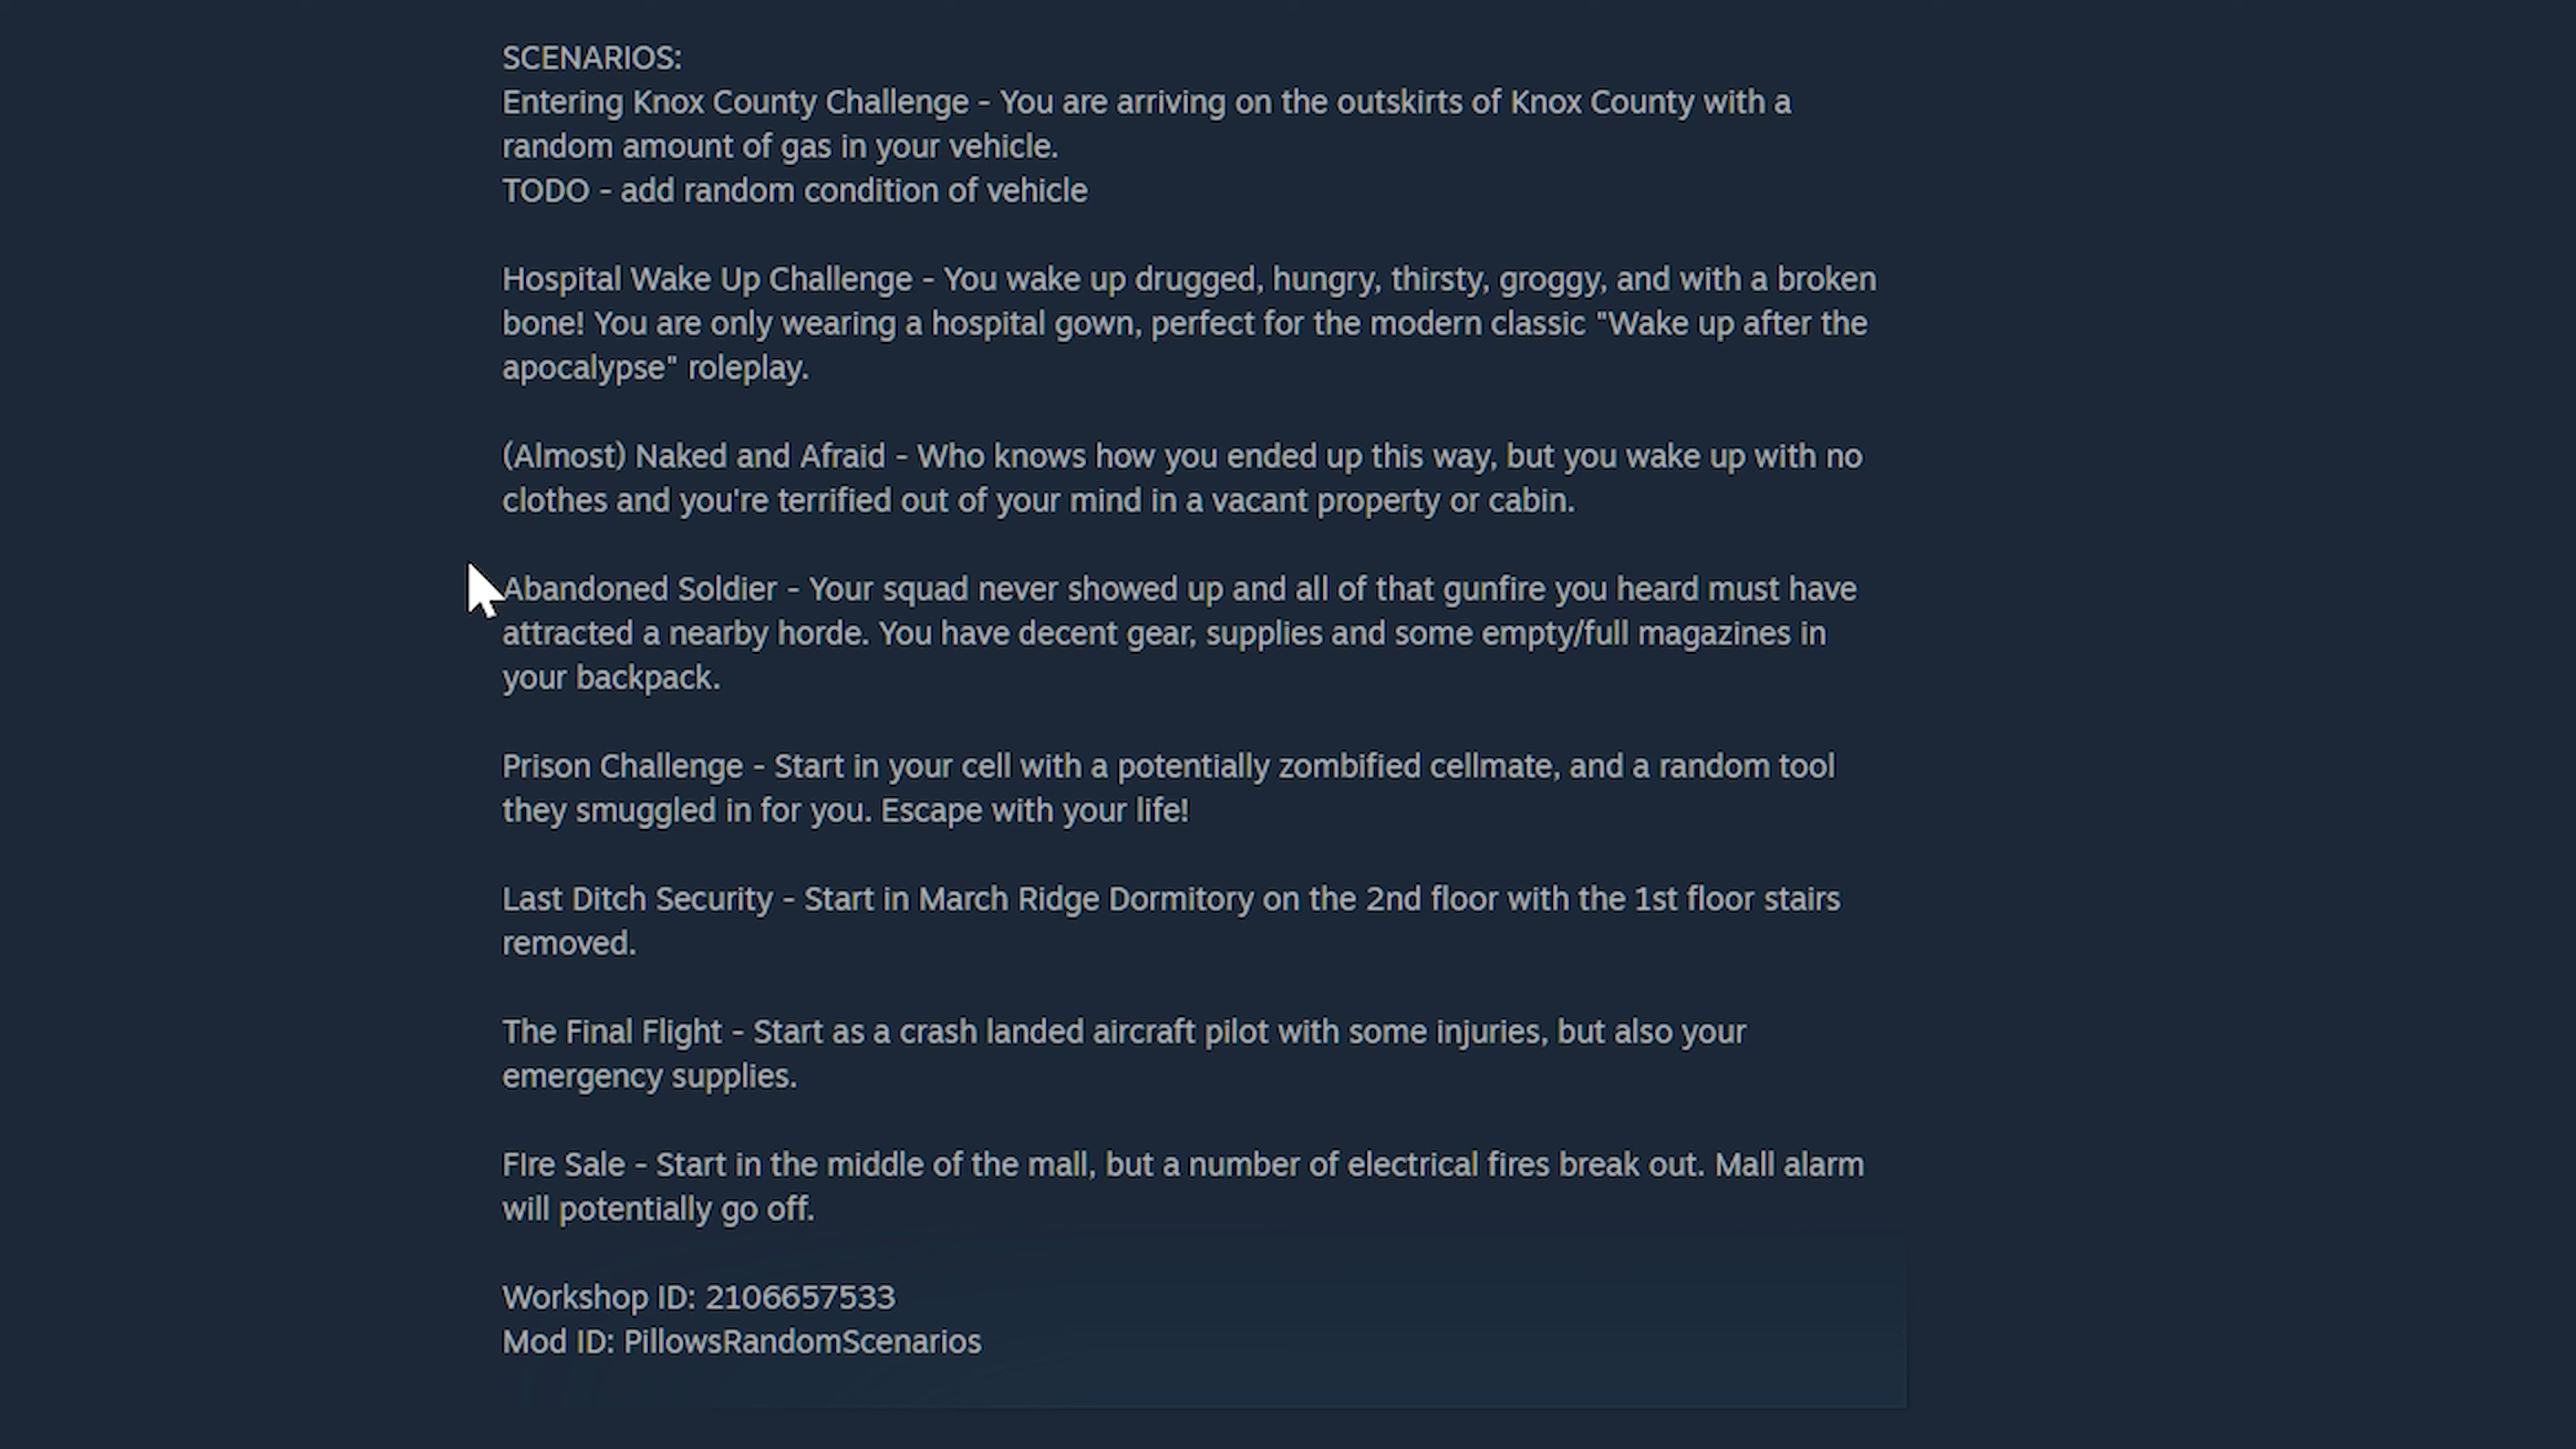 SCENARIOS:
Entering Knox County Challenge - You are arriving on the outskirts of Knox County with a
random amount of gas in your vehicle.
TODO - add random condition of vehicle
Hospital Wake Up Challenge - You wake up drugged, hungry, thirsty, groggy, and with a broken
bone! You are only wearing a hospital gown, perfect for the modern classic "Wake up after the
apocalypse" roleplay.
(Almost) Naked and Afraid - Who knows how you ended up this way, but you wake up with no
clothes and you're terrified out of your mind in a vacant property or cabin.
Abandoned Soldier - Your squad never showed up and all of that gunfire you heard must have
attracted a nearby horde. You have decent gear, supplies and some empty/full magazines in
your backpack.
Prison Challenge - Start in your cell with a potentially zombified cellmate, and a random tool
they smuggled in for you. Escape with your life!
Last Ditch Security - Start in March Ridge Dormitory on the 2nd floor with the 1st floor stairs
removed.
The Final Flight - Start as a crash landed aircraft pilot with some injuries, but also your
emergency supplies.
FIre Sale - Start in the middle of the mall, but a number of electrical fires break out. Mall alarm
will potentially go off.
Workshop ID: 2106657533
Mod ID: PillowsRandomScenarios